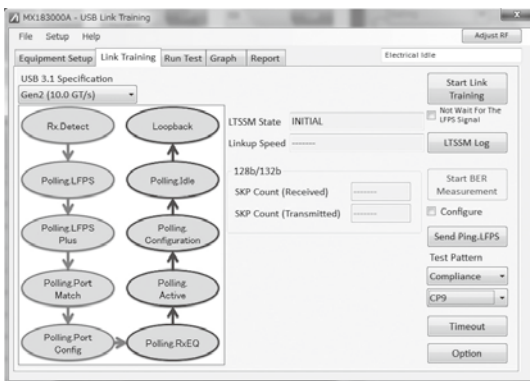 MX183000A - USB Link Training
File Setup Help
Adjust RF
Equipment Setup Link Training Run Test Graph Report
Electrical Idle
USB 3.1 Specification
Gen2 (10.0 GT/s)
Rx.Detect
Polling.LFPS
Polling.LFPS
Plus
Polling.Port
Match
Polling.Port
Config
Polling.RxEQ
Polling.
Active
Polling.
Configuration
Polling.Idle
Loopback
LTSSM State INITIAL
Linkup Speed -------
128b/132b
SKP Count (Received) -------
SKP Count (Transmitted) -------
Start Link
Training
Not Wait For The
LFPS Signal
LTSSM Log
Start BER
Measurement
Configure
Send Ping.LFPS
Test Pattern
Compliance
CP9
Timeout
Option